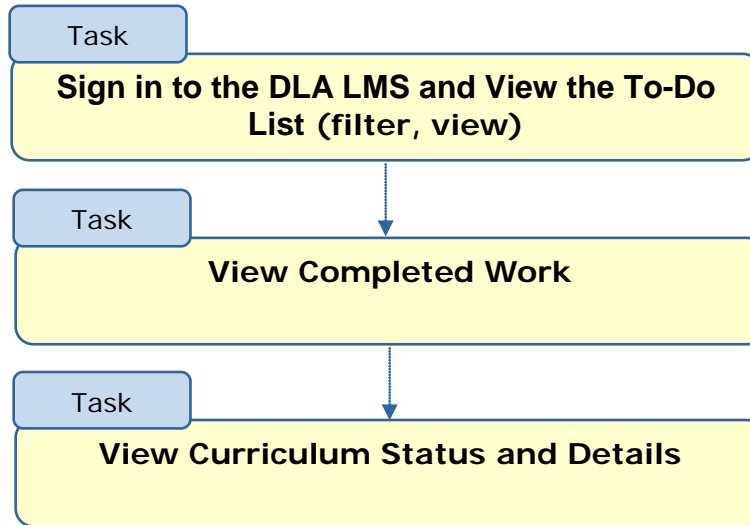 Task
Sign in to the DLA LMS and View the To-Do
List (filter, view)
Task
View Completed Work
Task
View Curriculum Status and Details